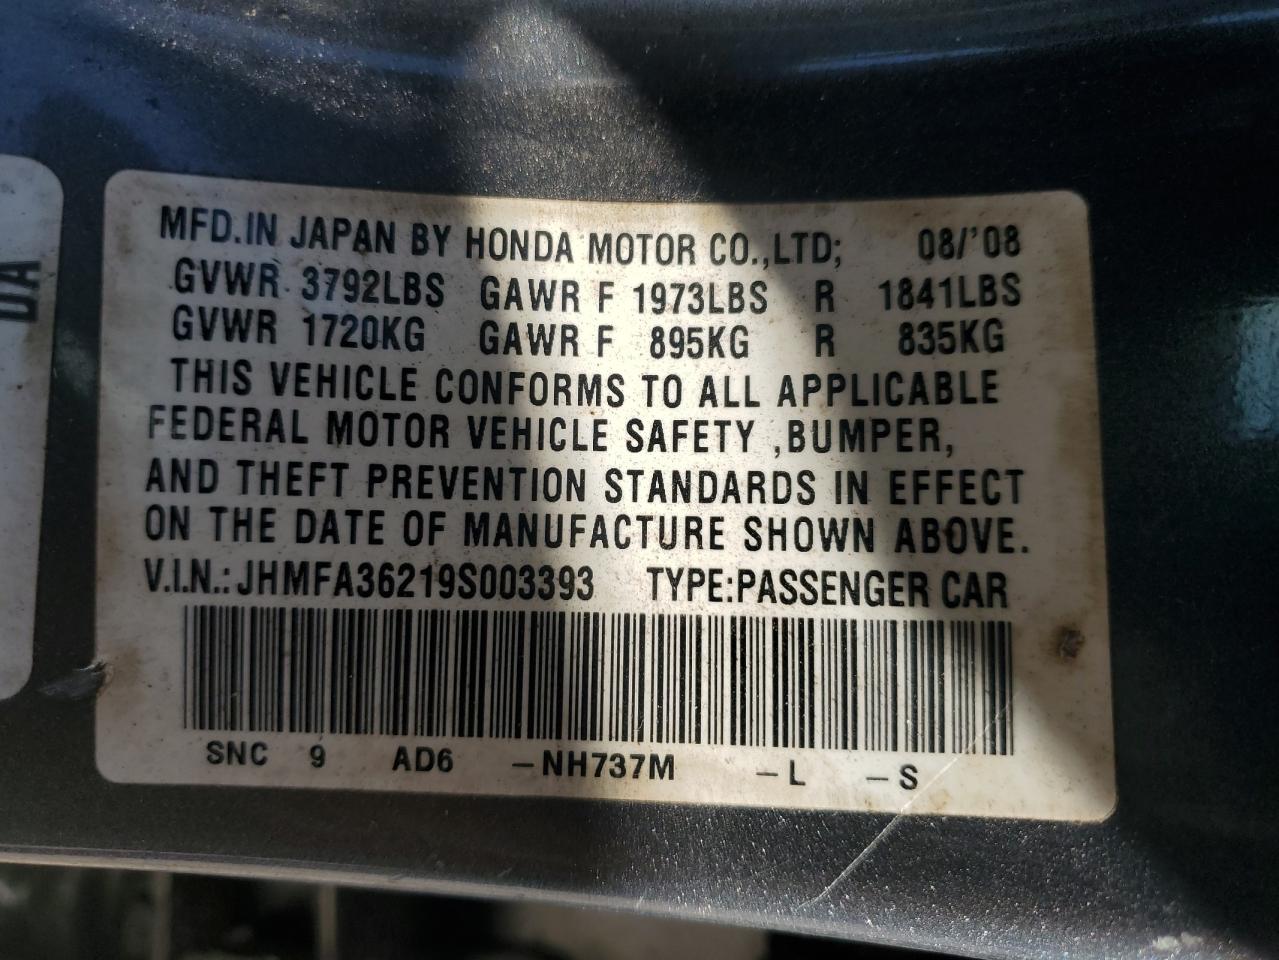 MFD.IN JAPAN BY HONDA MOTOR CO.,LTD; 08/'08
GVWR 3792LBS GAWR F 1973LBS R 1841LBS
GVWR 1720KG GAWR F 895KG R 835KG
THIS VEHICLE CONFORMS TO ALL APPLICABLE
FEDERAL MOTOR VEHICLE SAFETY ,BUMPER,
AND THEFT PREVENTION STANDARDS IN EFFECT
ON THE DATE OF MANUFACTURE SHOWN ABOVE.
V.I.N.: JHMFA36219S003393 TYPE:PASSENGER CAR
SNC 9 AD6 -NH737M -L -S